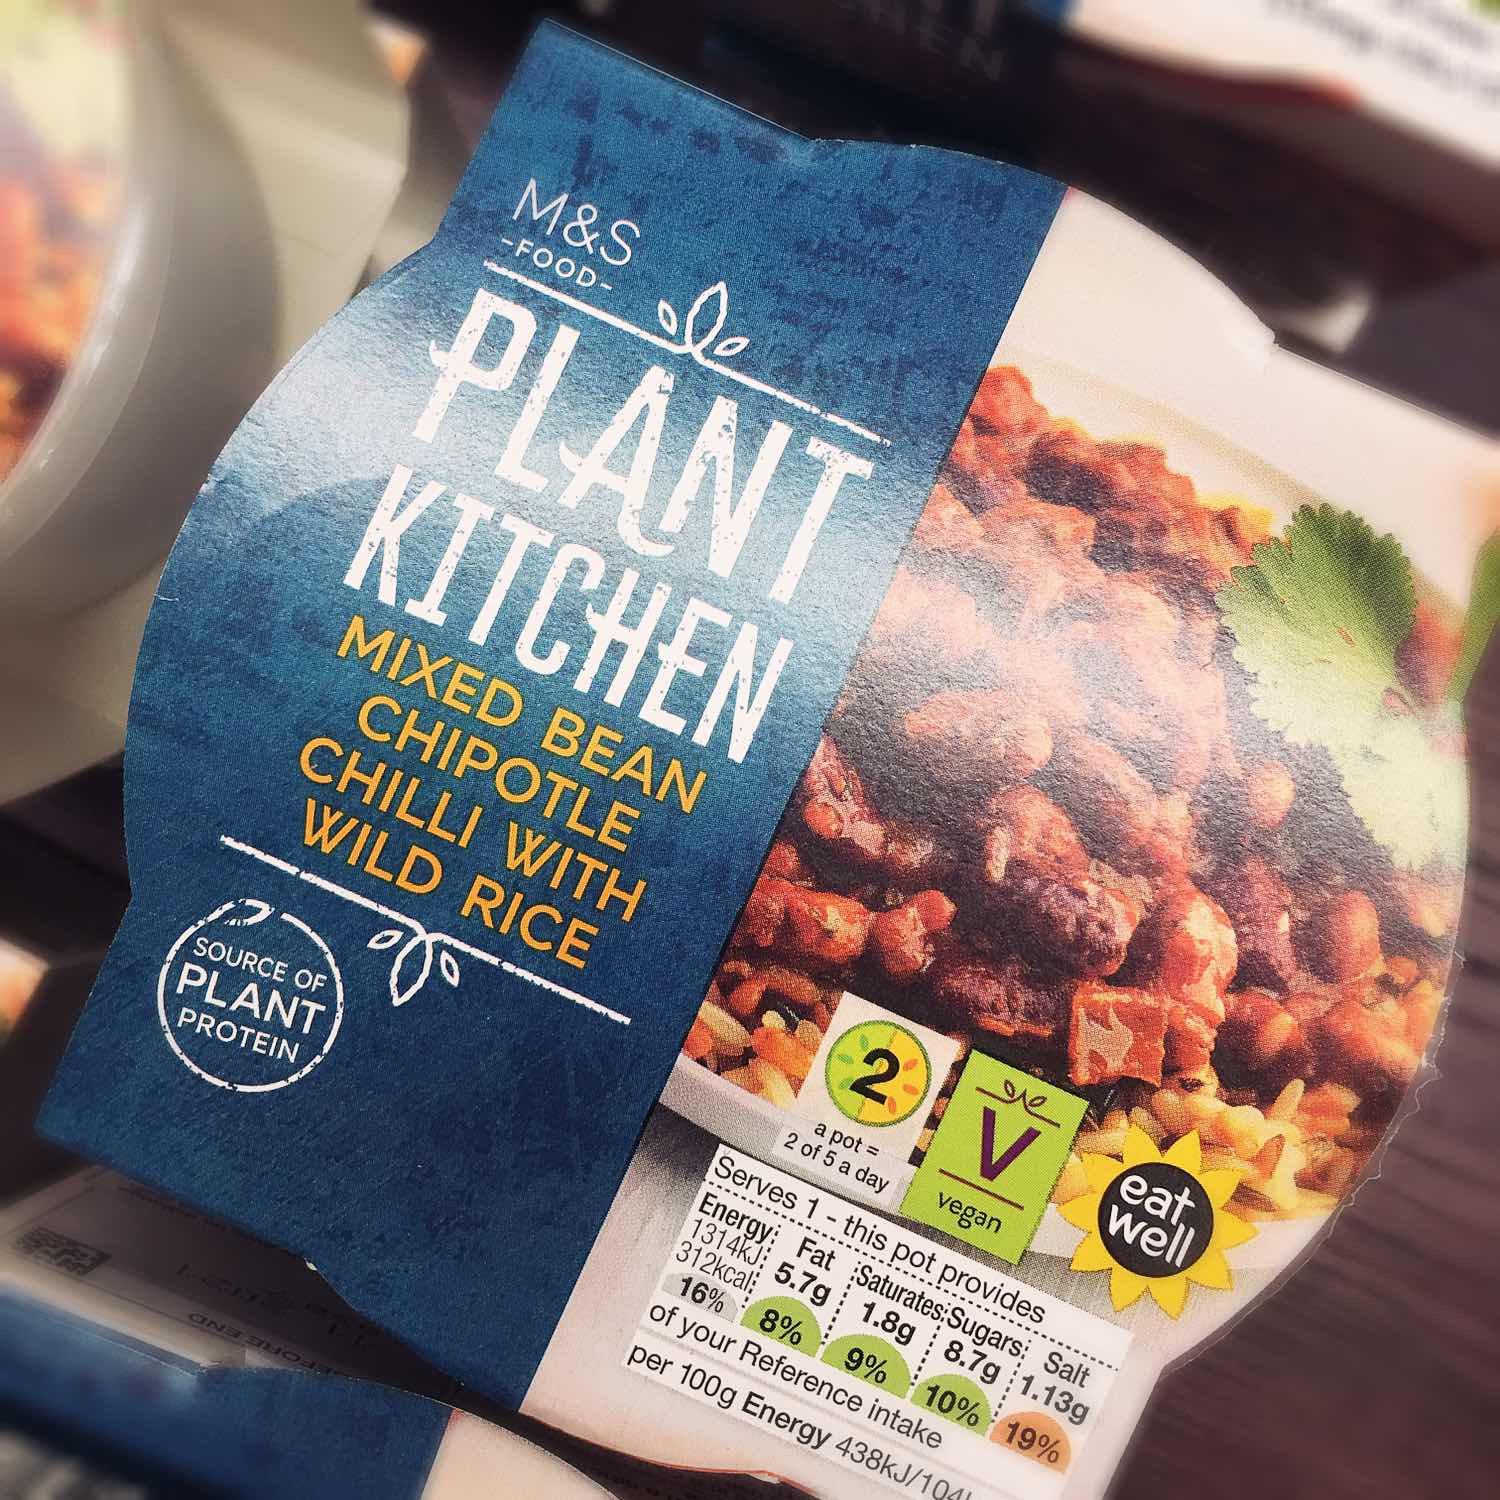 M&S
-FOOD-
PLANT
KITCHEN
MIXED BEAN
CHIPOTLE
CHILLI WITH
WILD RICE
SOURCE OF
PLANT
PROTEIN
2
a pot =
2 of 5 a day
V
vegan
eat
well
Serves 1 - this pot provides
Energy
1314kJ
312kcal
16%
Fat
5.7g
8%
Saturates
1.8g
9%
Sugars
8.7g
10%
Salt
1.13g
19%
of your Reference intake
per 100g Energy 438kJ/104
BEFORE END